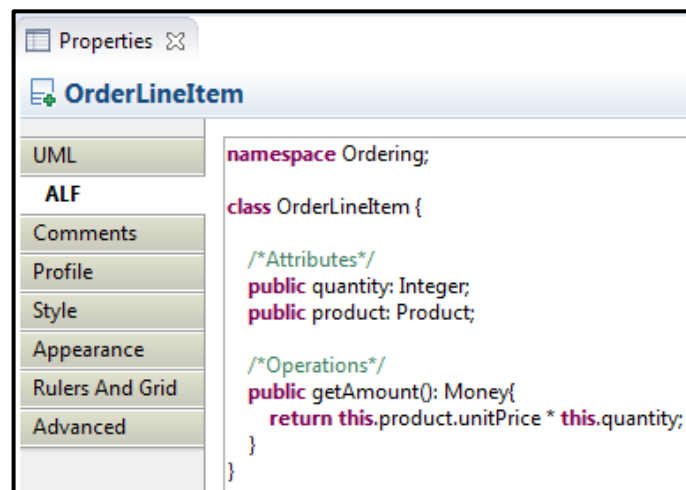 Properties
OrderLineItem
UML
ALF
Comments
Profile
Style
Appearance
Rulers And Grid
Advanced
namespace Ordering;
class OrderLineItem {
/*Attributes*/
public quantity: Integer;
public product: Product;
/*Operations*/
public getAmount(): Money{
return this.product.unitPrice * this.quantity;
}
}